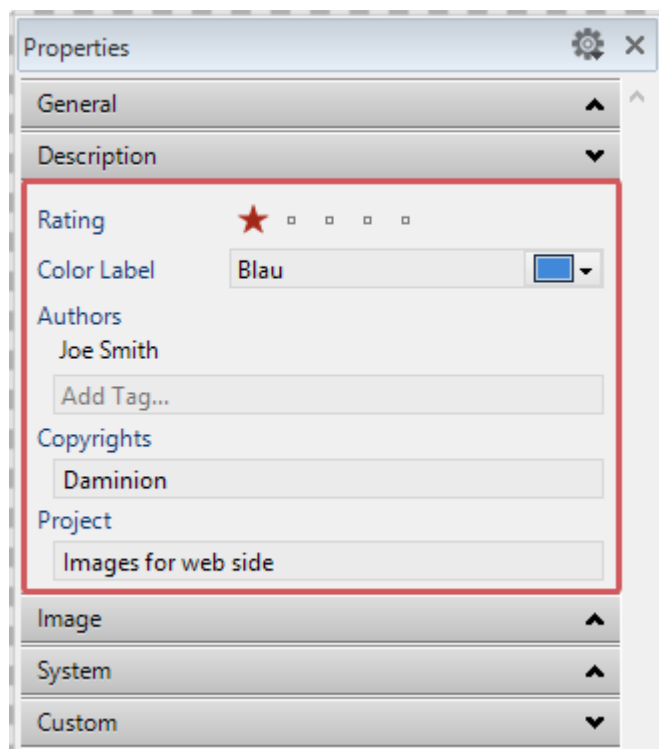 Properties
General
Description
Rating
Color Label Blau
Authors
Joe Smith
Add Tag...
Copyrights
Daminion
Project
Images for web side
Image
System
Custom